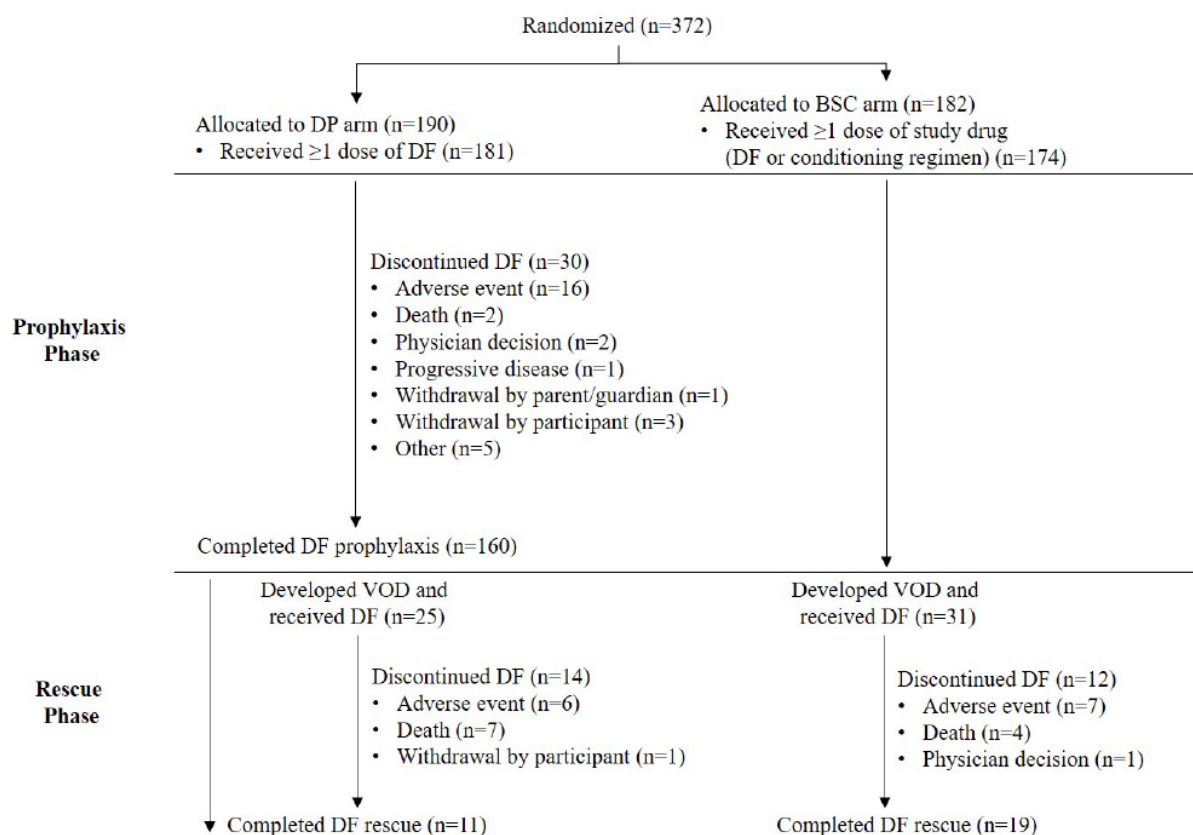 Randomized (n=372)
Allocated to DP arm (n=190)
• Received ≥1 dose of DF (n=181)
Allocated to BSC arm (n=182)
• Received ≥1 dose of study drug
(DF or conditioning regimen) (n=174)
Prophylaxis
Phase
Discontinued DF (n=30)
• Adverse event (n=16)
• Death (n=2)
• Physician decision (n=2)
• Progressive disease (n=1)
• Withdrawal by parent/guardian (n=1)
• Withdrawal by participant (n=3)
• Other (n=5)
Completed DF prophylaxis (n=160)
Rescue
Phase
Developed VOD and
received DF (n=25)
Discontinued DF (n=14)
• Adverse event (n=6)
• Death (n=7)
• Withdrawal by participant (n=1)
Completed DF rescue (n=11)
Developed VOD and
received DF (n=31)
Discontinued DF (n=12)
• Adverse event (n=7)
• Death (n=4)
• Physician decision (n=1)
Completed DF rescue (n=19)